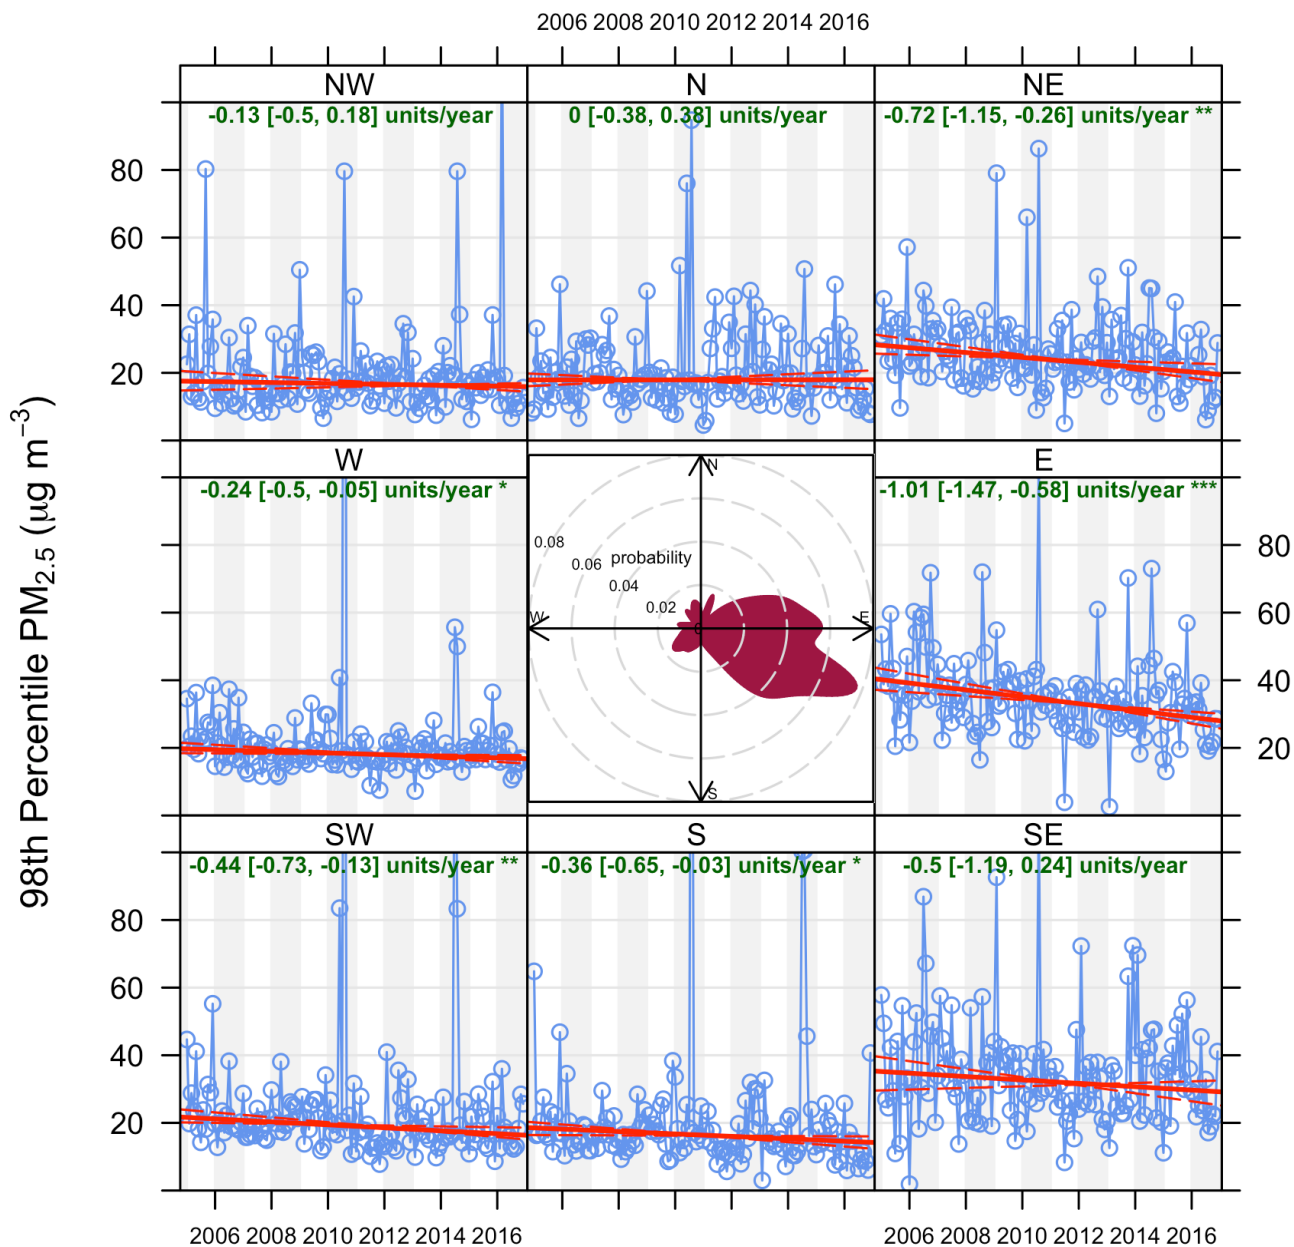 2006 2008 2010 2012 2014 2016
NW N NE
-0.13 [-0.5, 0.18] units/year 0 [-0.38, 0.38] units/year -0.72 [-1.15, -0.26] units/year **
80
60
40
20
W E
-0.24 [-0.5, -0.05] units/year * -1.01 [-1.47, -0.58] units/year ***
N
0.08
probability
0.06
0.04
0.02
W 0 E
S
80
60
40
20
SW S SE
-0.44 [-0.73, -0.13] units/year ** -0.36 [-0.65, -0.03] units/year * -0.5 [-1.19, 0.24] units/year
80
60
40
20
2006 2008 2010 2012 2014 2016 2006 2008 2010 2012 2014 2016
98th Percentile PM2.5 (μg m−3)